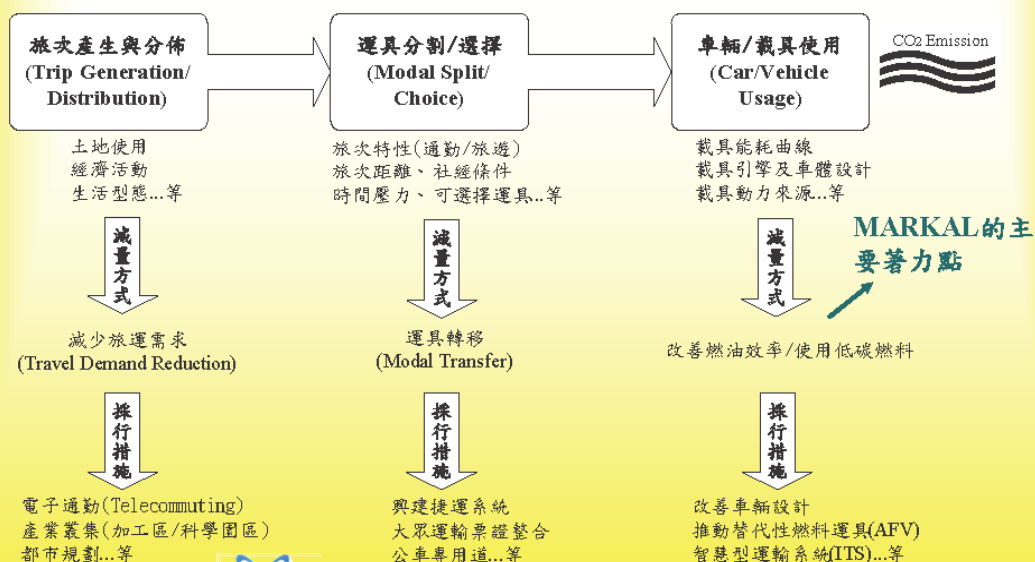 旅次產生與分佈
(Trip Generation/
Distribution)
土地使用
經濟活動
生活型態...等
減量方式
減少旅運需求
(Travel Demand Reduction)
採行措施
電子通勤(Telecommuting)
產業叢集(加工區/科學園區)
都市規劃...等
運具分割/選擇
(Modal Split/
Choice)
旅次特性(通勤/旅遊)
旅次距離、社經條件
時間壓力、可選擇運具...等
減量方式
運具轉移
(Modal Transfer)
採行措施
興建捷運系統
大眾運輸票證整合
公車專用道...等
車輛/載具使用
(Car/Vehicle
Usage)
CO2 Emission
載具能耗曲線
載具引擎及車體設計
載具動力來源...等
減量方式
MARKAL的主
要著力點
改善燃油效率/使用低碳燃料
採行措施
改善車輛設計
推動替代性燃料運具(AFV)
智慧型運輸系統(ITS)...等